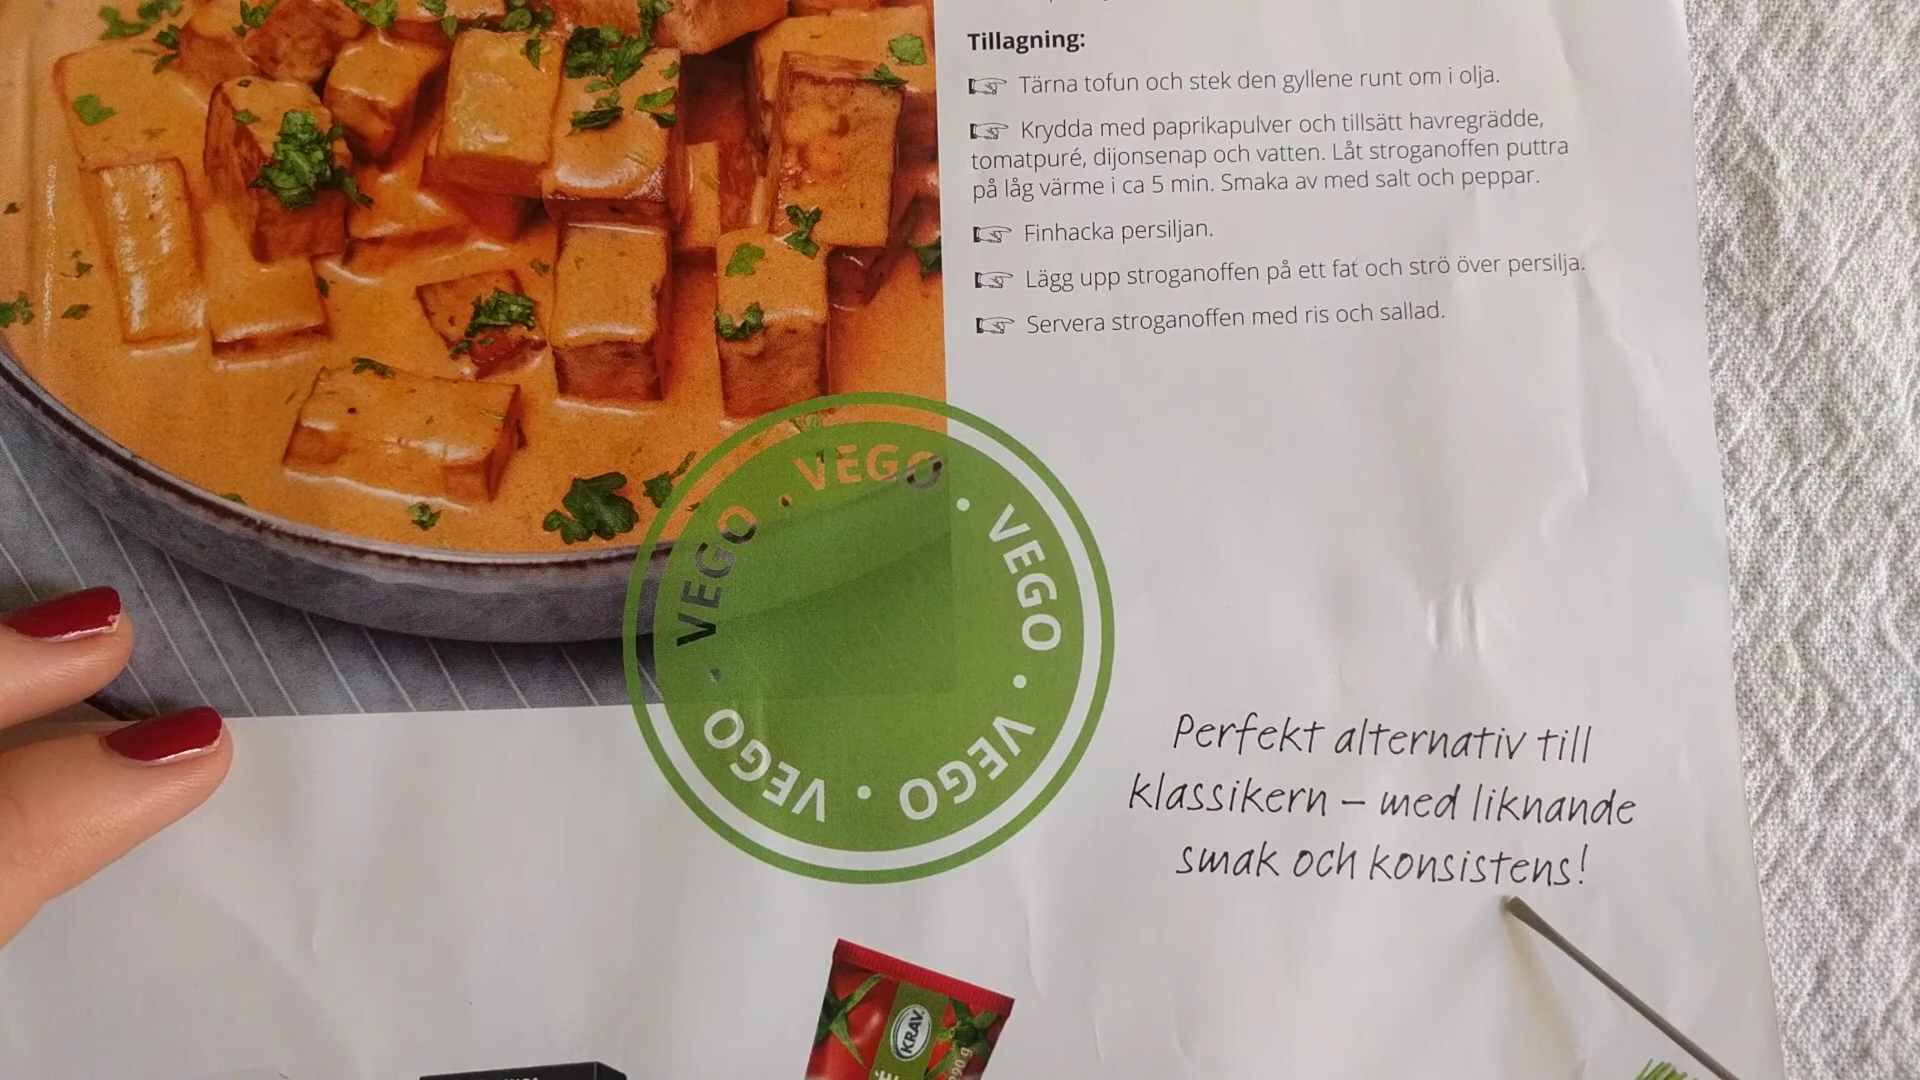 Tillagning:
Tärna tofun och stek den gyllene runt om i olja.
Krydda med paprikapulver och tillsätt havregrädde,
tomatpuré, dijonsenap och vatten. Låt stroganoffen puttra
på låg värme i ca 5 min. Smaka av med salt och peppar.
Finhacka persiljan.
Lägg upp stroganoffen på ett fat och strö över persilja.
Servera stroganoffen med ris och sallad.
VEGO · VEGO · VEGO · VEGO · VEGO ·
Perfekt alternativ till
klassikern – med liknande
smak och konsistens!
KRAV